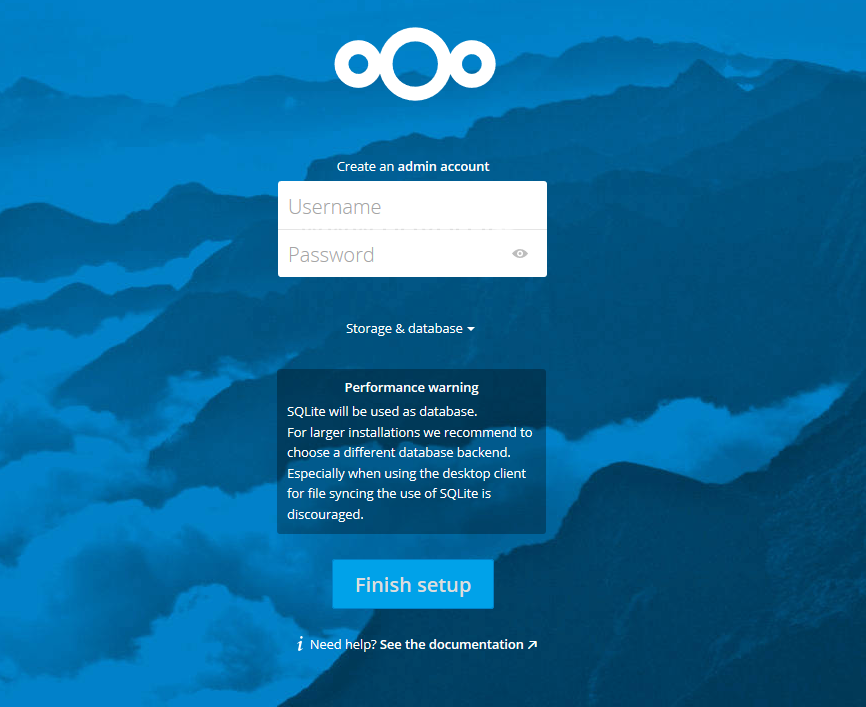 Create an admin account
Username
Password
Storage & database
Performance warning
SQLite will be used as database.
For larger installations we recommend to
choose a different database backend.
Especially when using the desktop client
for file syncing the use of SQLite is
discouraged.
Finish setup
i Need help? See the documentation ↗